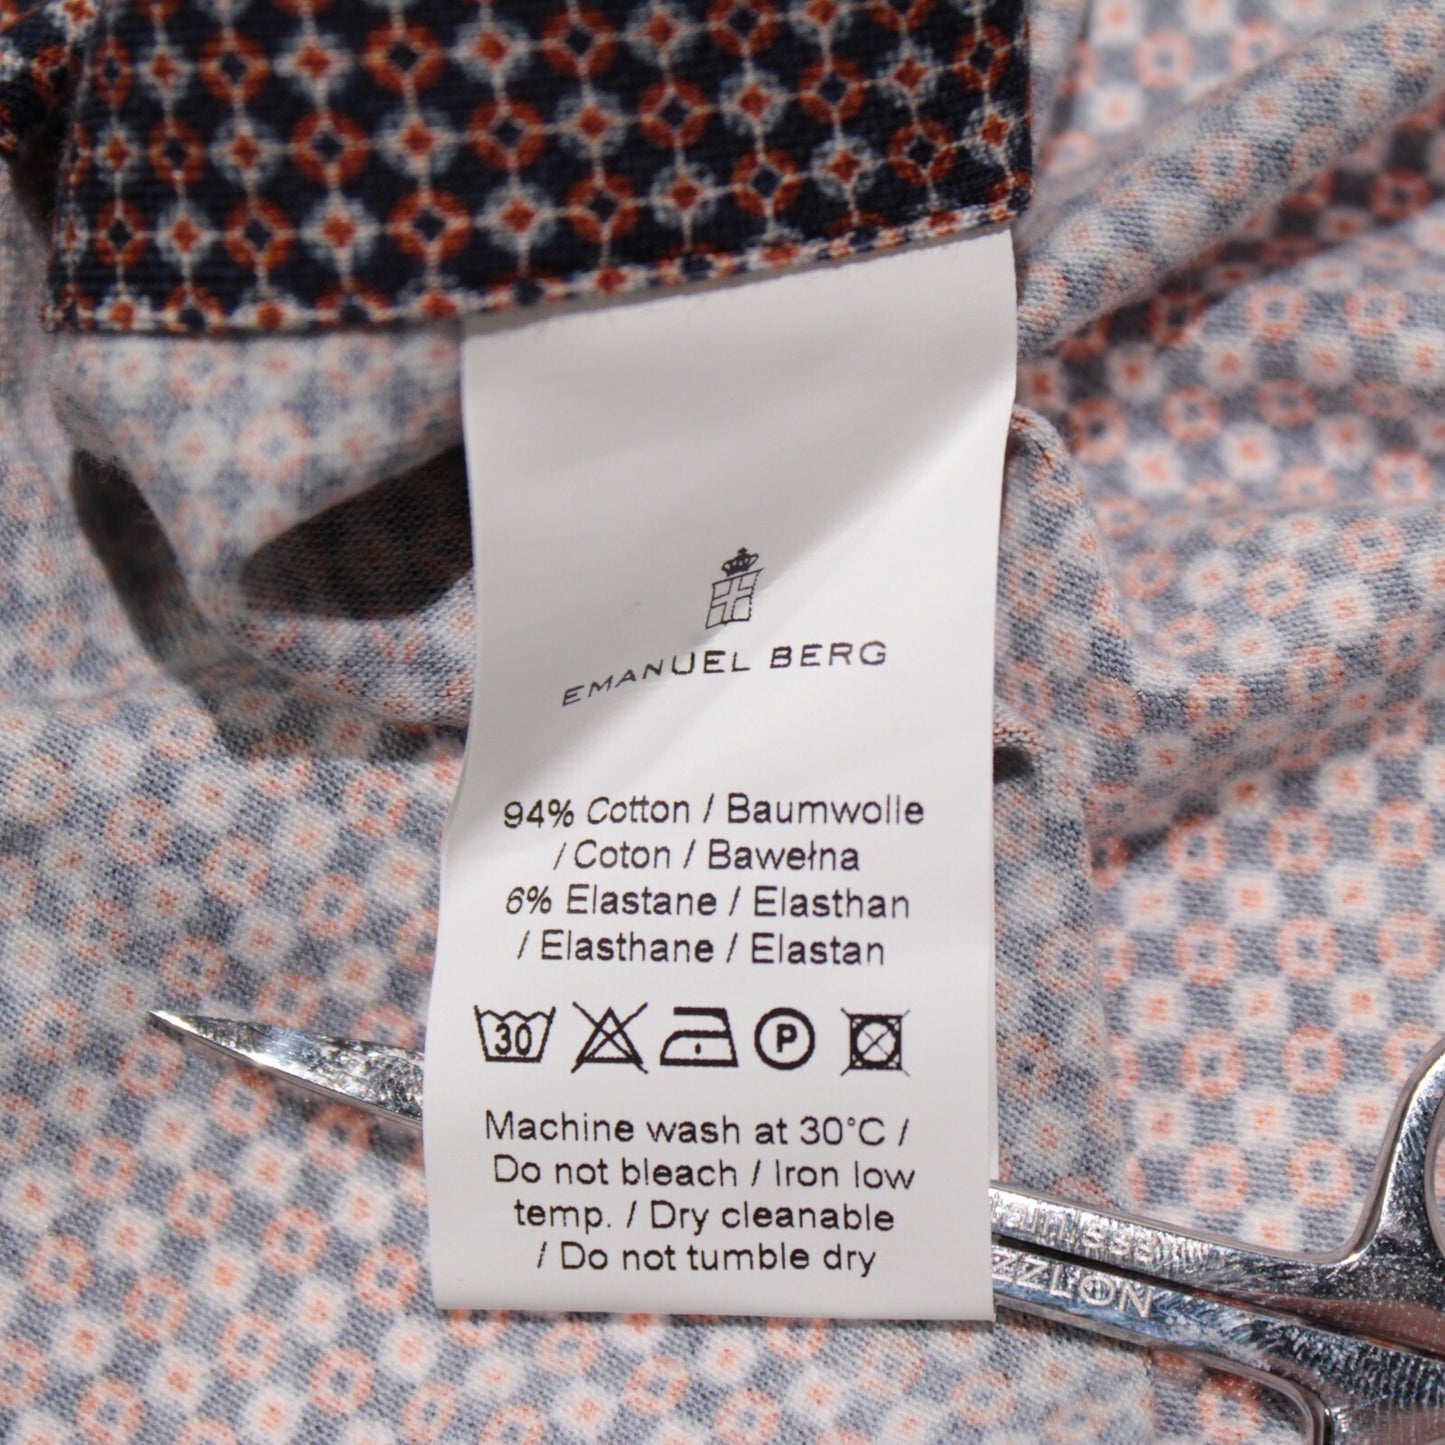 EMANUEL BERG
94% Cotton / Baumwolle
/ Coton / Bawełna
6% Elastane / Elasthan
/ Elasthane / Elastan
30 P
Machine wash at 30°C /
Do not bleach / Iron low
temp. / Dry cleanable
/ Do not tumble dry